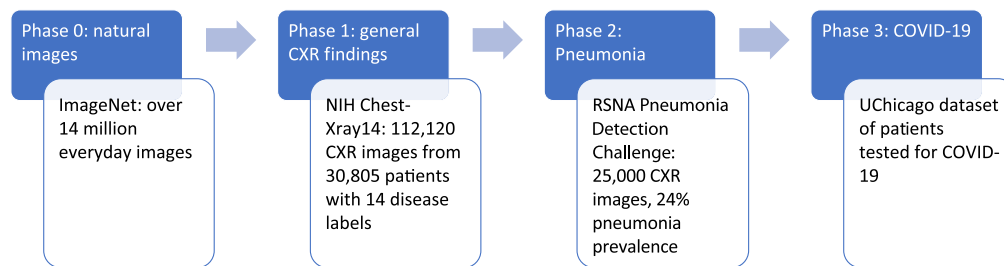 Phase 0: natural
images
ImageNet: over
14 million
everyday images
Phase 1: general
CXR findings
NIH Chest-
Xray14: 112,120
CXR images from
30,805 patients
with 14 disease
labels
Phase 2:
Pneumonia
RSNA Pneumonia
Detection
Challenge:
25,000 CXR
images, 24%
pneumonia
prevalence
Phase 3: COVID-19
UChicago dataset
of patients
tested for COVID-
19